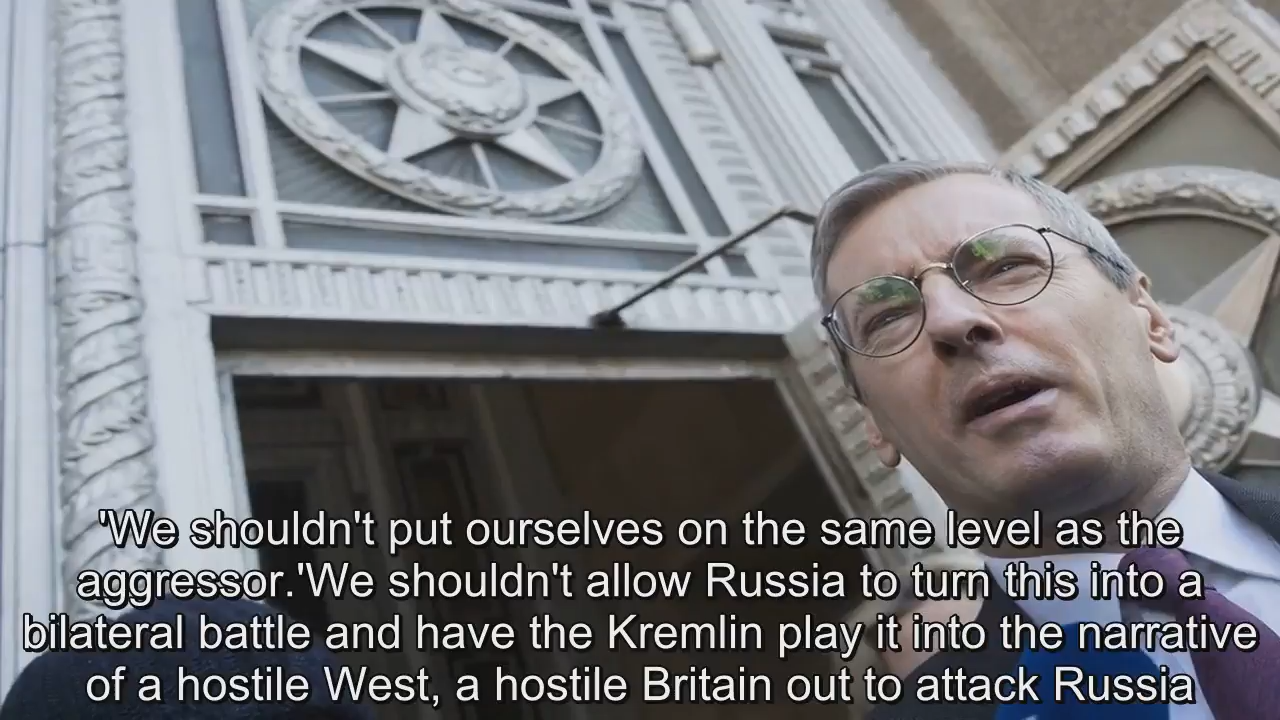 'We shouldn't put ourselves on the same level as the
aggressor.'We shouldn't allow Russia to turn this into a
bilateral battle and have the Kremlin play it into the narrative
of a hostile West, a hostile Britain out to attack Russia